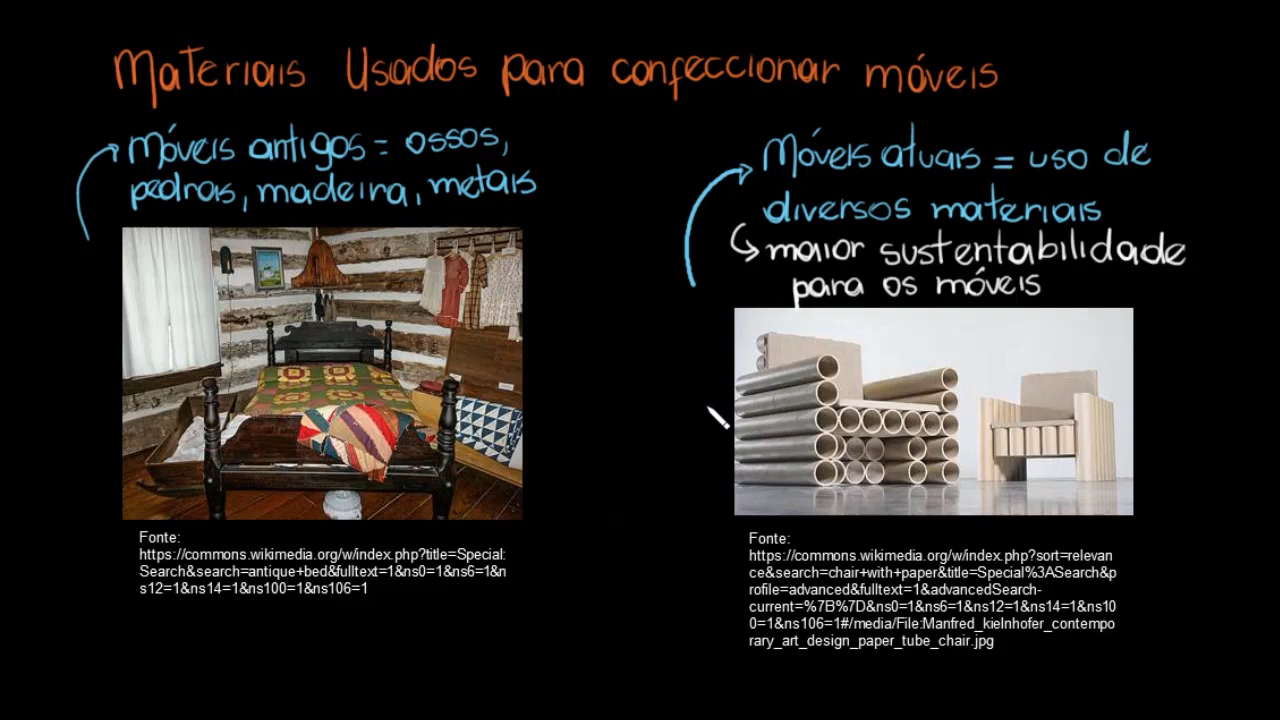 Materiais Usados para confeccionar móveis
Móveis antigos = ossos,
pedras, madeira, metais
Móveis atuais = uso de
diversos materiais
maior sustentabilidade
para os móveis
Fonte:
https://commons.wikimedia.org/w/index.php?title=Special:
Search&search=antique+bed&fulltext=1&ns0=1&ns6=1&n
s12=1&ns14=1&ns100=1&ns106=1
Fonte:
https://commons.wikimedia.org/w/index.php?sort=relevan
ce&search=chair+with+paper&title=Special%3ASearch&p
rofile=advanced&fulltext=1&advancedSearch-
current=%7B%7D&ns0=1&ns6=1&ns12=1&ns14=1&ns10
0=1&ns106=1#/media/File:Manfred_kielnhofer_contempo
rary_art_design_paper_tube_chair.jpg